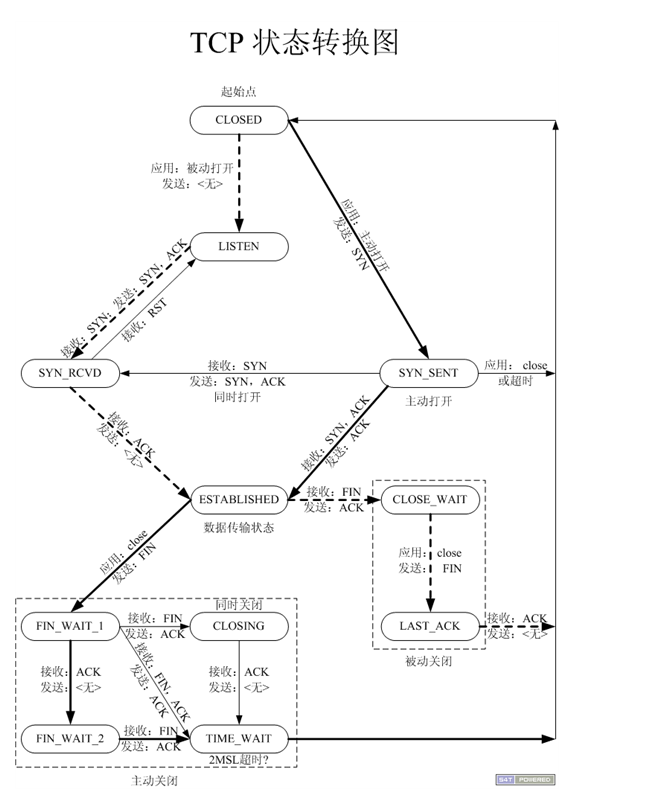 TCP 状态转换图
起始点
CLOSED
应用：被动打开
发送：<无>
应用：主动打开
发送：SYN
LISTEN
接收：SYN；发送：SYN，ACK
接收：RST
SYN_RCVD
接收：SYN
发送：SYN，ACK
同时打开
SYN_SENT
主动打开
应用： close
或超时
接收：ACK
发送：<无>
接收：SYN，ACK
发送：ACK
ESTABLISHED
数据传输状态
接收：FIN
发送：ACK
CLOSE_WAIT
应用：close
发送： FIN
应用：close
发送：FIN
LAST_ACK
接收：ACK
发送：<无>
被动关闭
同时关闭
FIN_WAIT_1
接收：FIN
发送：ACK
CLOSING
接收：ACK
发送：<无>
接收：FIN，ACK
发送：ACK
接收：ACK
发送：<无>
FIN_WAIT_2
接收：FIN
发送：ACK
TIME_WAIT
2MSL超时?
主动关闭
S4T POWERED